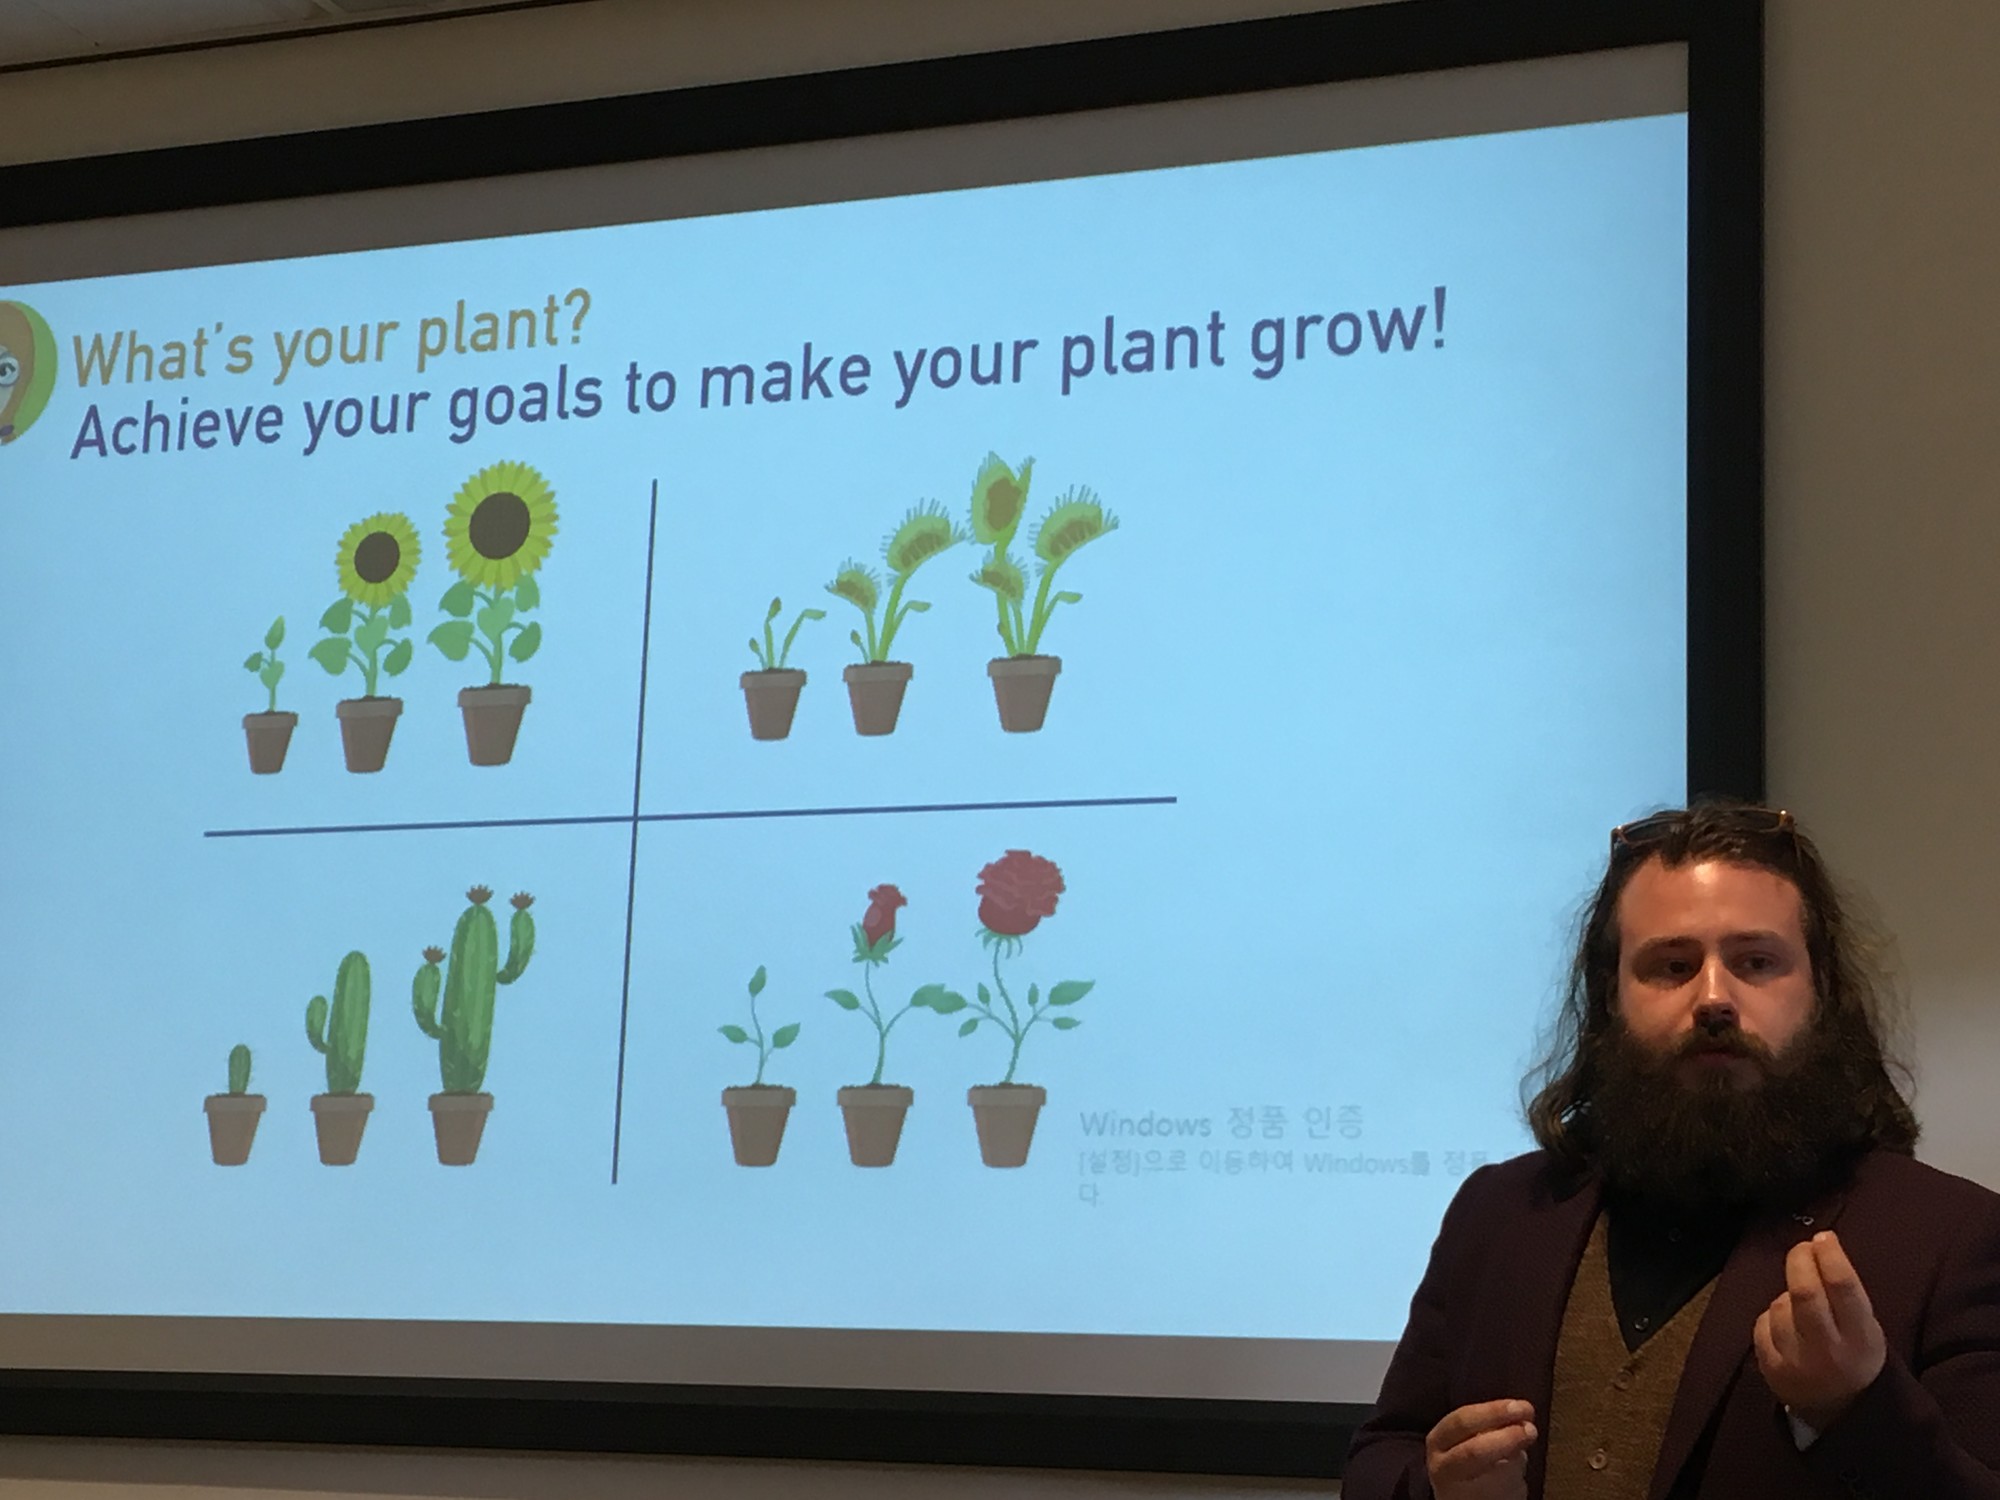 What's your plant?
Achieve your goals to make your plant grow!
Windows 정품 인증
[설정]으로 이동하여 Windows를 정품
다.